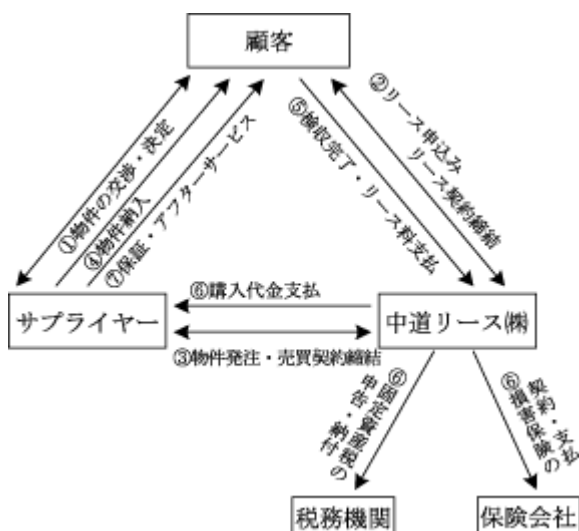 顧客
①物件の交渉・決定
④物件納入
⑦保証・アフターサービス
⑤検収完了・リース料支払
②リース申込み
リース契約締結
サプライヤー
⑥購入代金支払
中道リース㈱
③物件発注・売買契約締結
⑥固定資産税の
申告・納付
契約・支払
⑥損害保険の
税務機関
保険会社